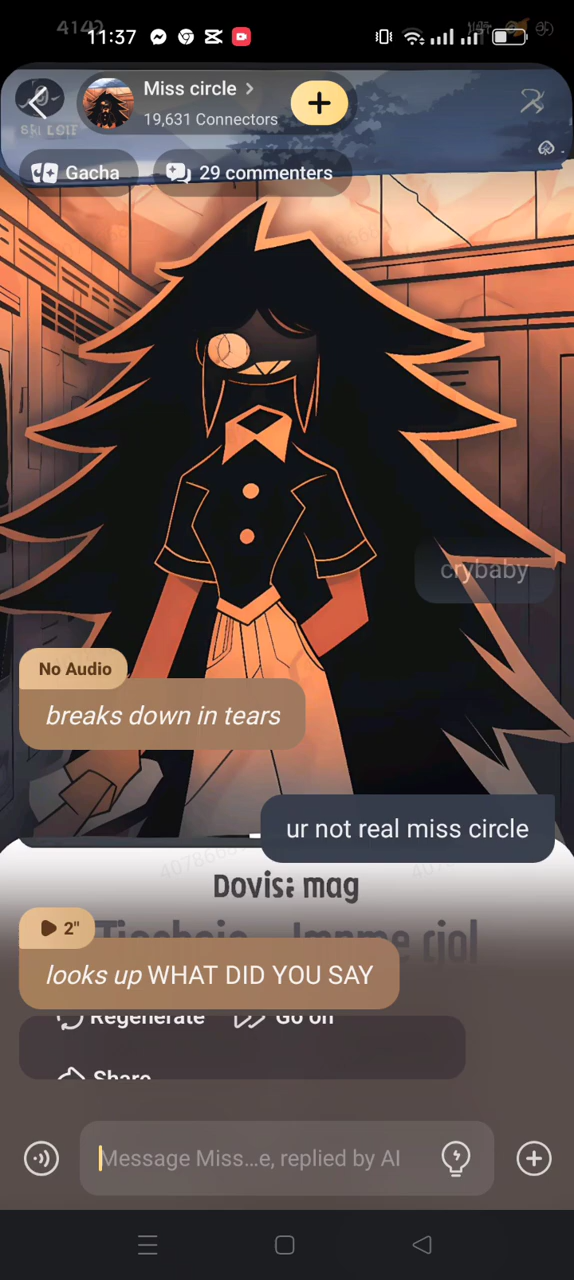 11:37
Miss circle
19,631 Connectors
Gacha
29 commenters
crybaby
No Audio
breaks down in tears
ur not real miss circle
Dovis: mag
2"
looks up WHAT DID YOU SAY
Regenerate
Go on
Share
Message Miss...e, replied by AI